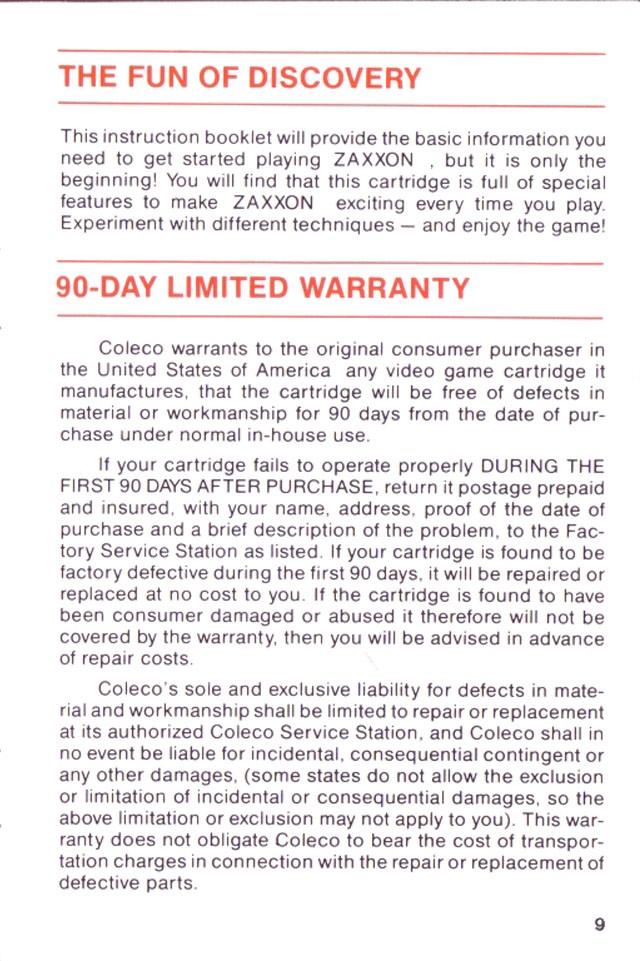 THE FUN OF DISCOVERY
This instruction booklet will provide the basic information you
need to get started playing ZAXXON , but it is only the
beginning! You will find that this cartridge is full of special
features to make ZAXXON exciting every time you play.
Experiment with different techniques — and enjoy the game!
90-DAY LIMITED WARRANTY
Coleco warrants to the original consumer purchaser in
the United States of America any video game cartridge it
manufactures, that the cartridge will be free of defects in
material or workmanship for 90 days from the date of pur-
chase under normal in-house use.
If your cartridge fails to operate properly DURING THE
FIRST 90 DAYS AFTER PURCHASE, return it postage prepaid
and insured, with your name, address, proof of the date of
purchase and a brief description of the problem, to the Fac-
tory Service Station as listed. If your cartridge is found to be
factory defective during the first 90 days, it will be repaired or
replaced at no cost to you. If the cartridge is found to have
been consumer damaged or abused it therefore will not be
covered by the warranty, then you will be advised in advance
of repair costs.
Coleco's sole and exclusive liability for defects in mate-
rial and workmanship shall be limited to repair or replacement
at its authorized Coleco Service Station, and Coleco shall in
no event be liable for incidental, consequential contingent or
any other damages, (some states do not allow the exclusion
or limitation of incidental or consequential damages, so the
above limitation or exclusion may not apply to you). This war-
ranty does not obligate Coleco to bear the cost of transpor-
tation charges in connection with the repair or replacement of
defective parts.
9